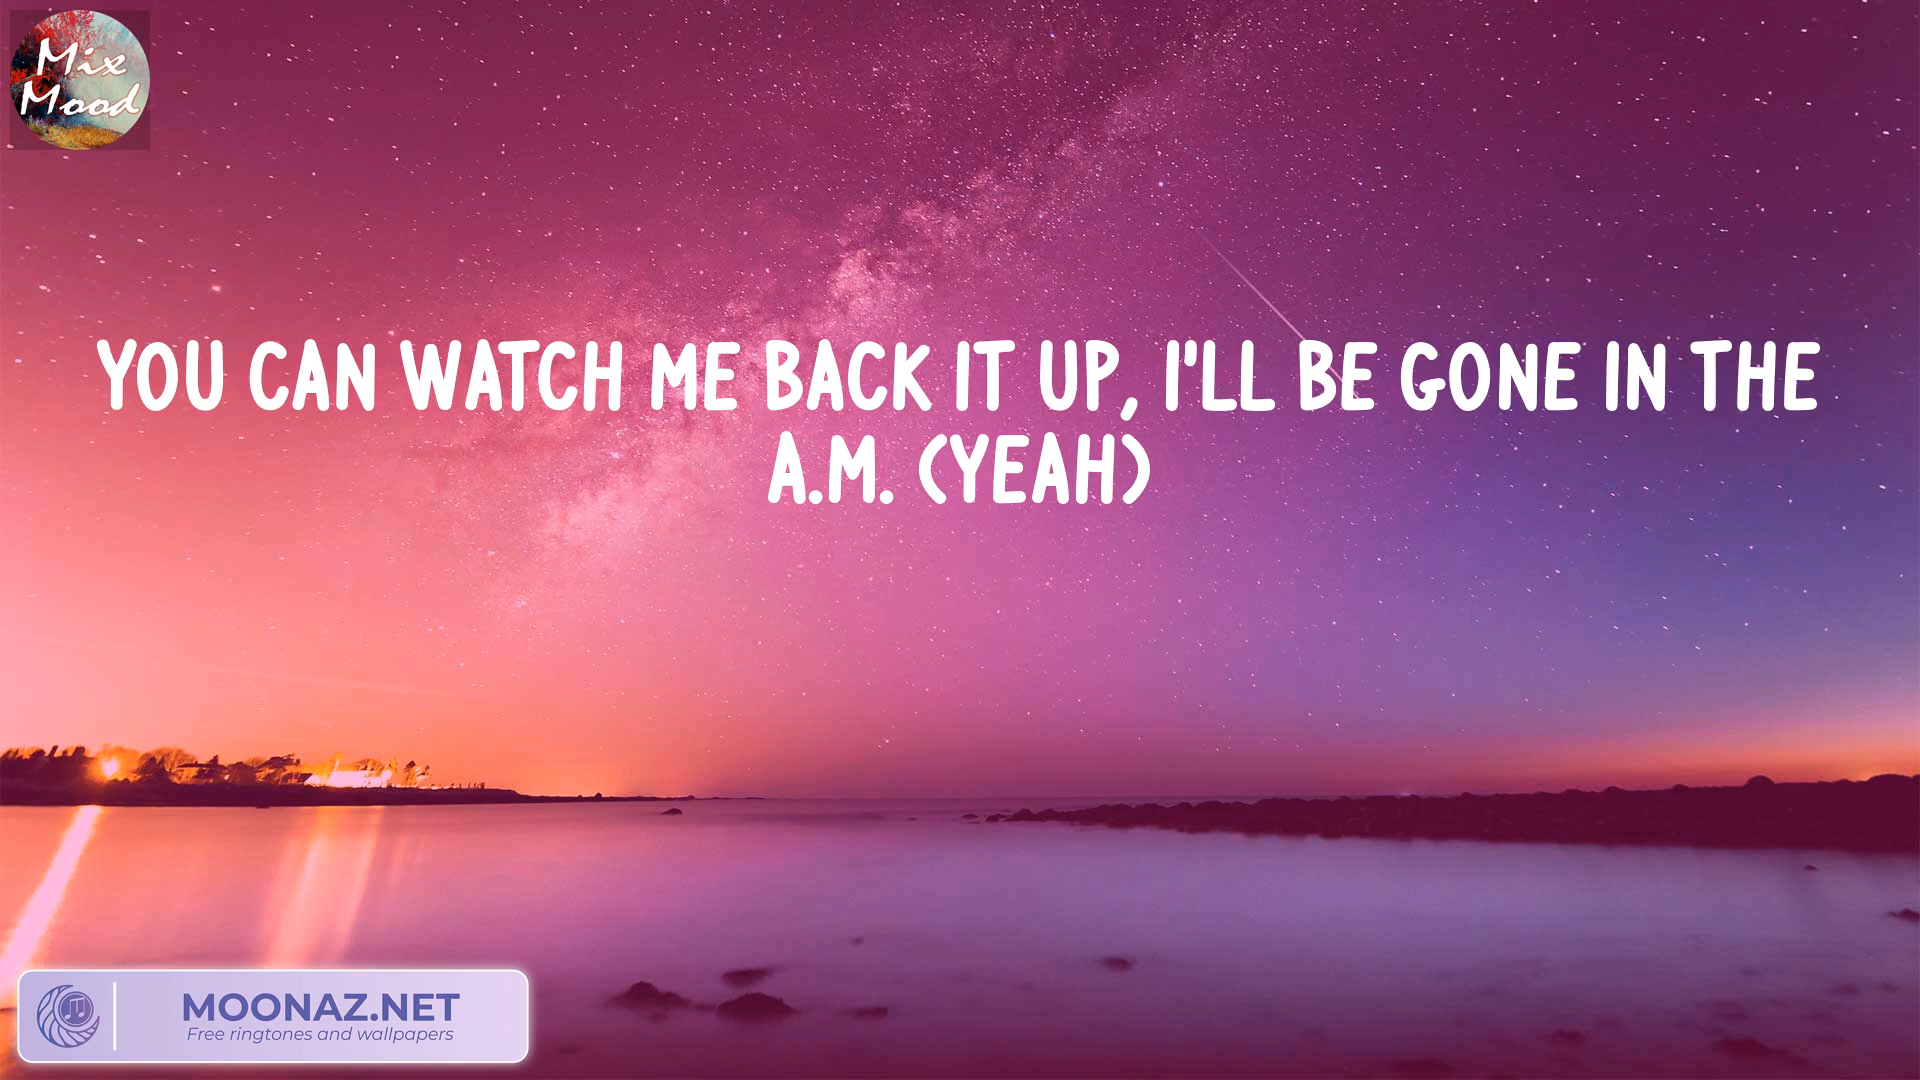 Mix
Mood
YOU CAN WATCH ME BACK IT UP, I'LL BE GONE IN THE
A.M. (YEAH)
MOONAZ.NET
Free ringtones and wallpapers